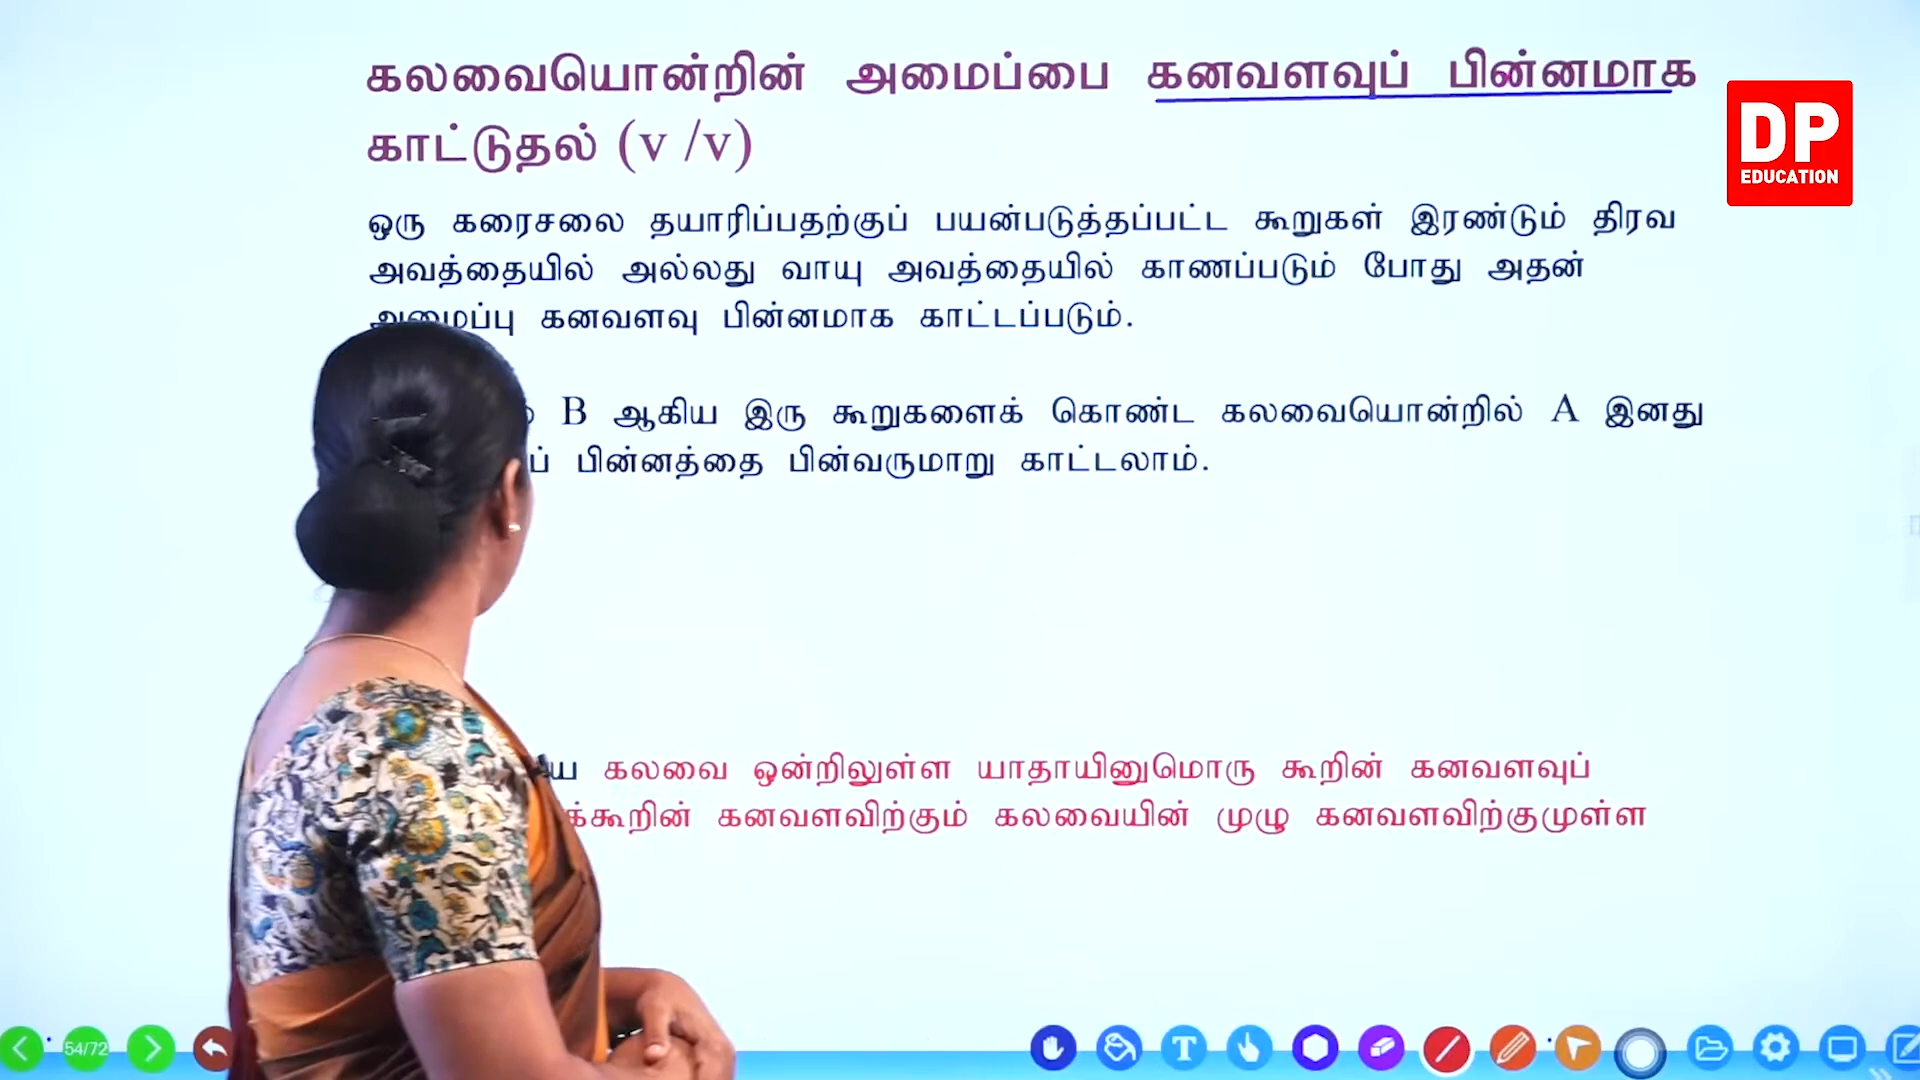 கலவையொன்றின் அமைப்பை கனவளவுப் பின்னமாக
காட்டுதல் (v /v)
DP
EDUCATION
ஒரு கரைசலை தயாரிப்பதற்குப் பயன்படுத்தப்பட்ட கூறுகள் இரண்டும் திரவ
அவத்தையில் அல்லது வாயு அவத்தையில் காணப்படும் போது அதன்
அமைப்பு கனவளவு பின்னமாக காட்டப்படும்.
B ஆகிய இரு கூறுகளைக் கொண்ட கலவையொன்றில் A இனது
பின்னத்தை பின்வருமாறு காட்டலாம்.
கலவை ஒன்றிலுள்ள யாதாயினுமொரு கூறின் கனவளவுப்
கனவளவிற்கும் கலவையின் முழு கனவளவிற்குமுள்ள
54/72